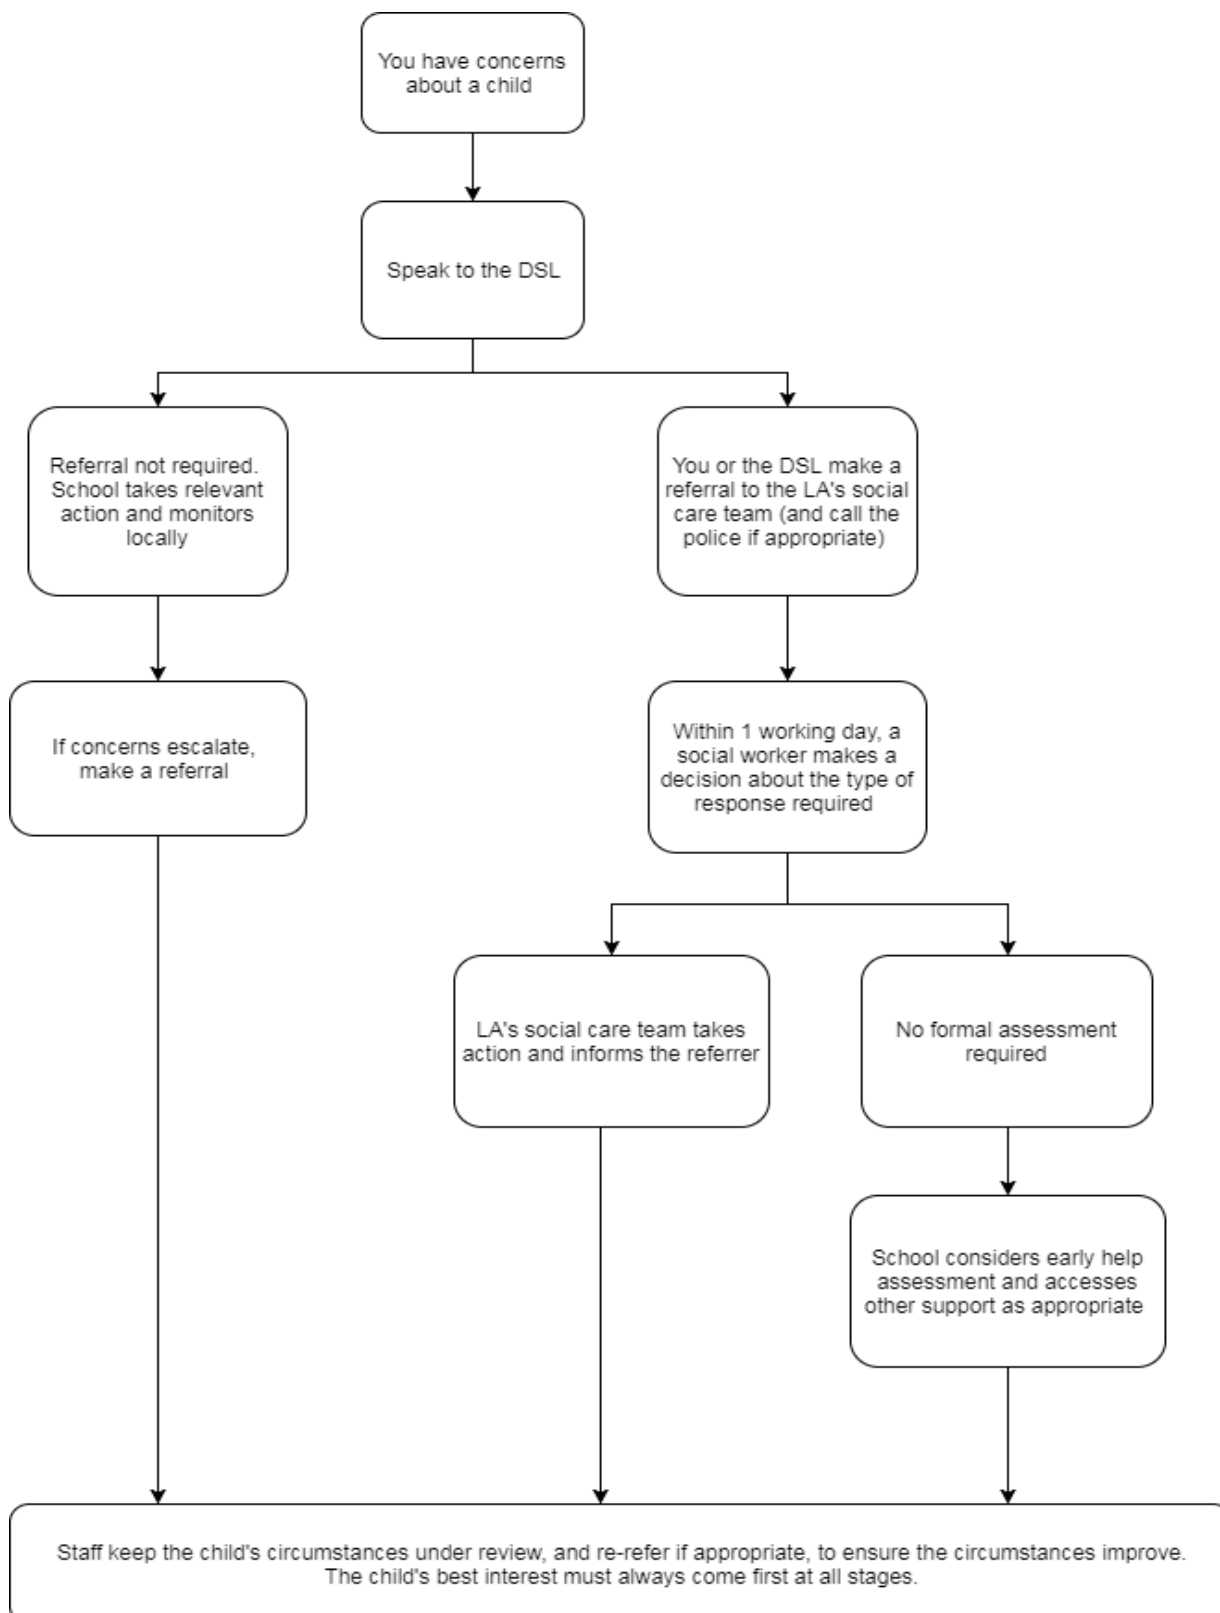 You have concerns
about a child
Speak to the DSL
Referral not required.
School takes relevant
action and monitors
locally
You or the DSL make a
referral to the LA's social
care team (and call the
police if appropriate)
If concerns escalate,
make a referral
Within 1 working day, a
social worker makes a
decision about the type of
response required
LA's social care team takes
action and informs the referrer
No formal assessment
required
School considers early help
assessment and accesses
other support as appropriate
Staff keep the child's circumstances under review, and re-refer if appropriate, to ensure the circumstances improve.
The child's best interest must always come first at all stages.